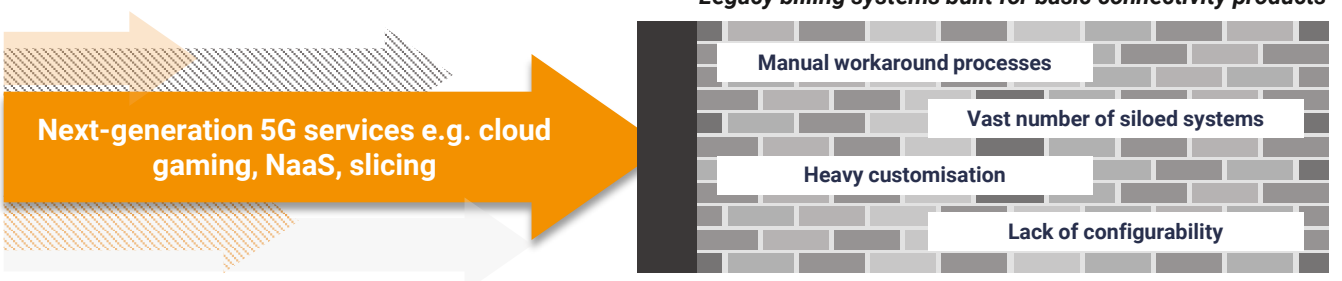 Legacy billing systems built for basic connectivity products
Manual workaround processes
Vast number of siloed systems
Next-generation 5G services e.g. cloud
gaming, NaaS, slicing
Heavy customisation
Lack of configurability